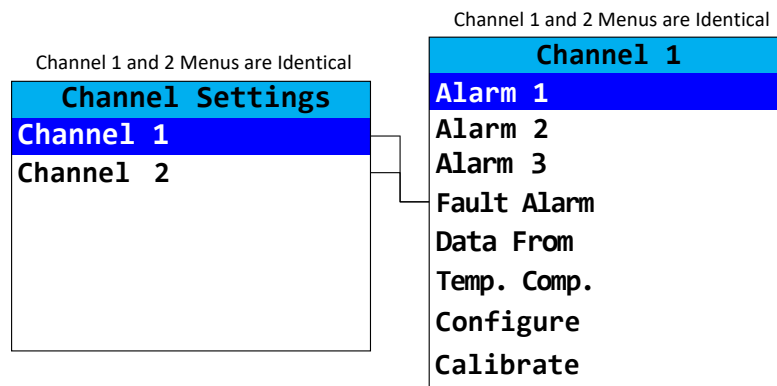 Channel 1 and 2 Menus are Identical
Channel Settings
Channel 1
Channel 2
Channel 1 and 2 Menus are Identical
Channel 1
Alarm 1
Alarm 2
Alarm 3
Fault Alarm
Data From
Temp. Comp.
Configure
Calibrate